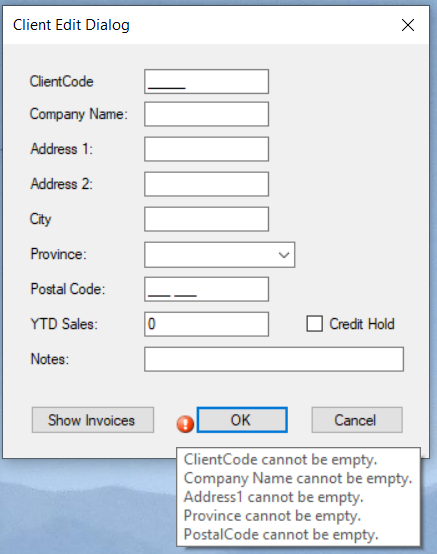 Client Edit Dialog
ClientCode _____
Company Name:
Address 1:
Address 2:
City
Province:
Postal Code: ___ ___
YTD Sales: 0 Credit Hold
Notes:
Show Invoices OK Cancel
ClientCode cannot be empty.
Company Name cannot be empty.
Address1 cannot be empty.
Province cannot be empty.
PostalCode cannot be empty.